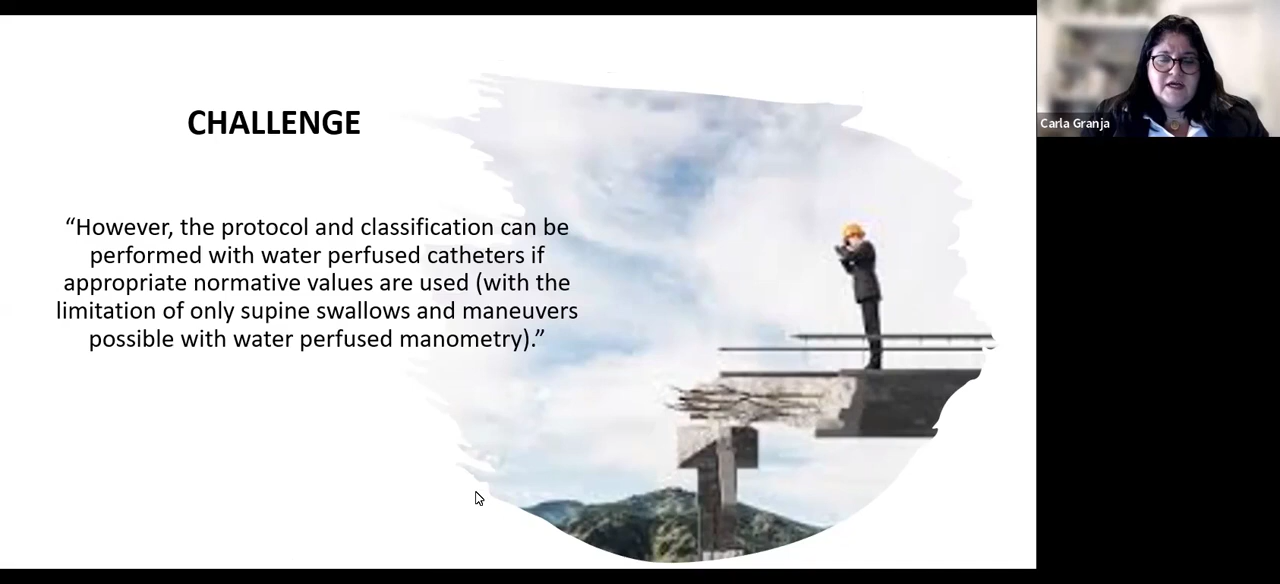 CHALLENGE
“However, the protocol and classification can be
performed with water perfused catheters if
appropriate normative values are used (with the
limitation of only supine swallows and maneuvers
possible with water perfused manometry).”
Carla Granja